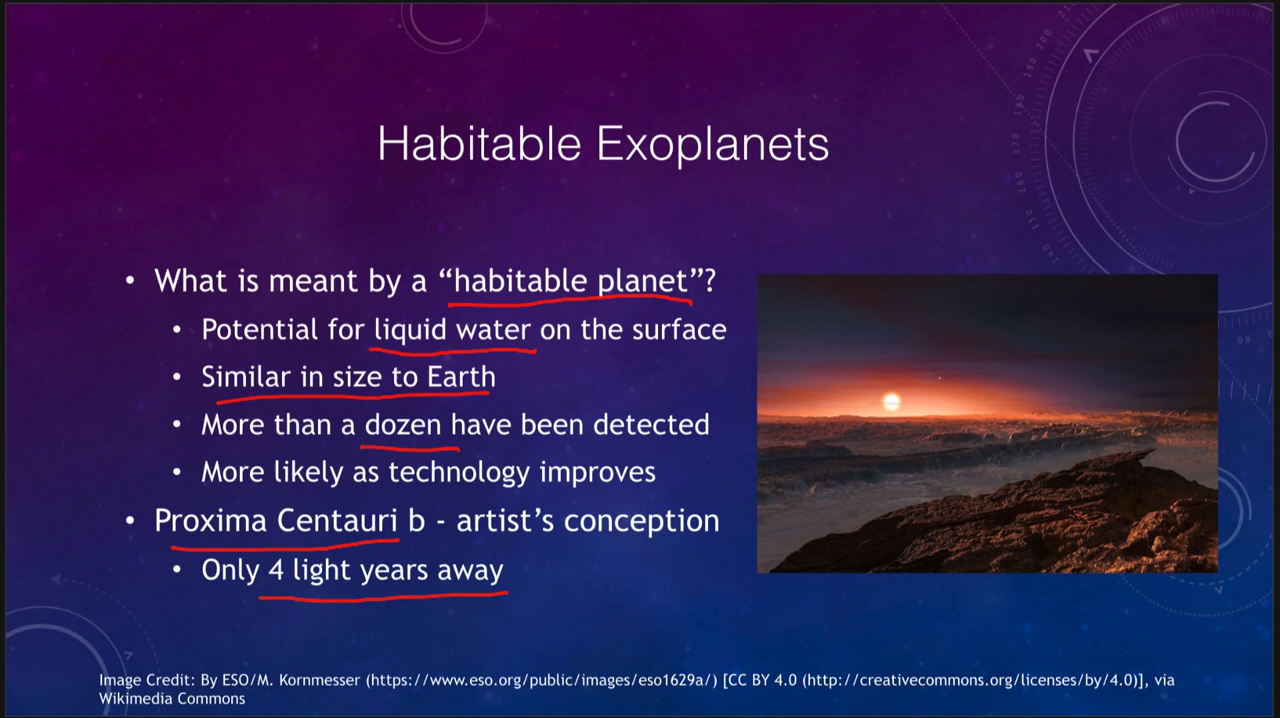 Habitable Exoplanets
• What is meant by a “habitable planet”?
• Potential for liquid water on the surface
• Similar in size to Earth
• More than a dozen have been detected
• More likely as technology improves
• Proxima Centauri b - artist’s conception
• Only 4 light years away
Image Credit: By ESO/M. Kornmesser (https://www.eso.org/public/images/eso1629a/) [CC BY 4.0 (http://creativecommons.org/licenses/by/4.0)], via
Wikimedia Commons